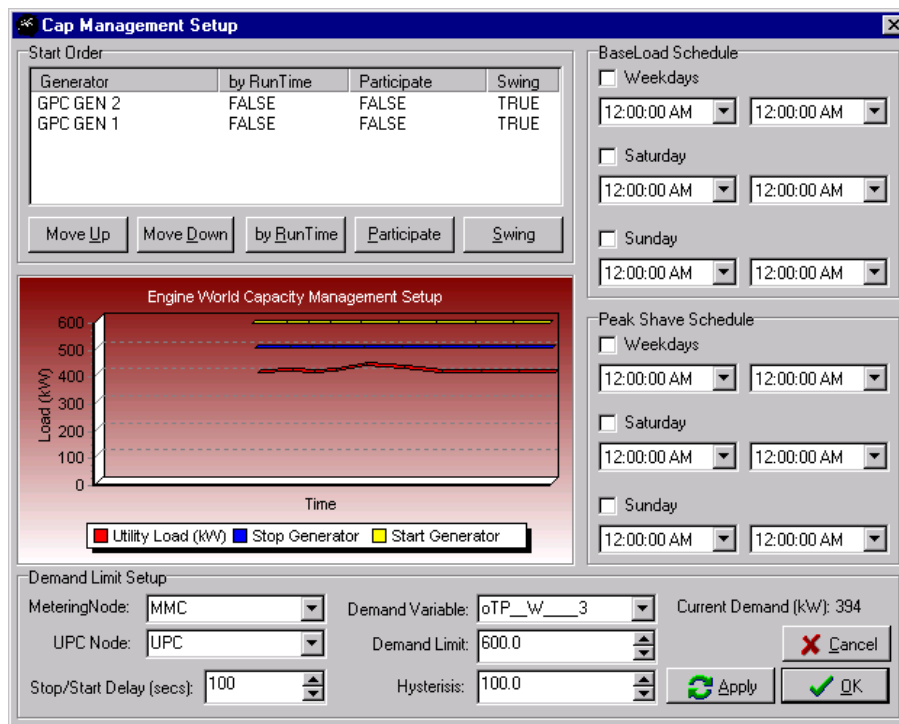 Cap Management Setup
Start Order
Generator by RunTime Participate Swing
GPC GEN 2 FALSE FALSE TRUE
GPC GEN 1 FALSE FALSE TRUE
Move Up Move Down by RunTime Participate Swing
BaseLoad Schedule
Weekdays
12:00:00 AM 12:00:00 AM
Saturday
12:00:00 AM 12:00:00 AM
Sunday
12:00:00 AM 12:00:00 AM
Engine World Capacity Management Setup
600
500
400
300
200
100
0
Load (kW)
Time
Utility Load (kW) Stop Generator Start Generator
Peak Shave Schedule
Weekdays
12:00:00 AM 12:00:00 AM
Saturday
12:00:00 AM 12:00:00 AM
Sunday
12:00:00 AM 12:00:00 AM
Demand Limit Setup
MeteringNode: MMC Demand Variable: oTP__W____3 Current Demand (kW): 394
UPC Node: UPC Demand Limit: 600.0 Cancel
Stop/Start Delay (secs): 100 Hysterisis: 100.0 Apply OK